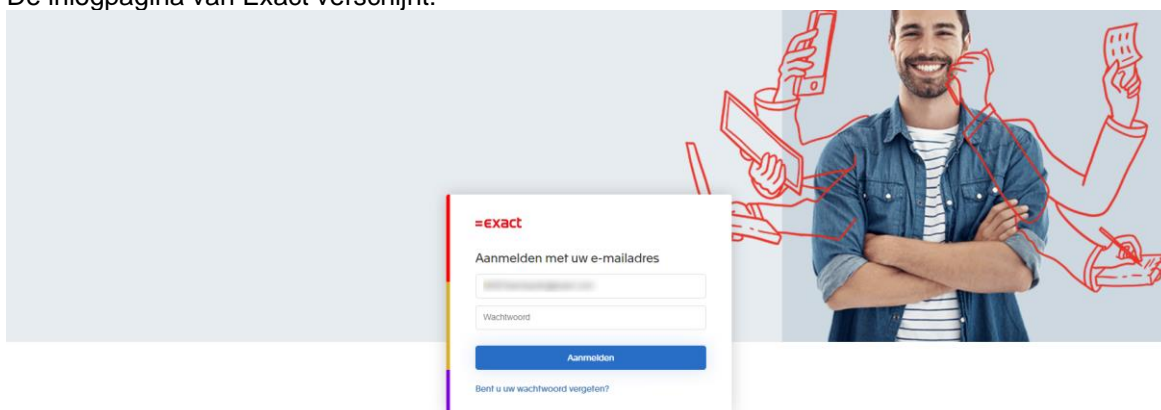 De inlogpagina van Exact verschijnt.
=exact
Aanmelden met uw e-mailadres
Wachtwoord
Aanmelden
Bent u uw wachtwoord vergeten?